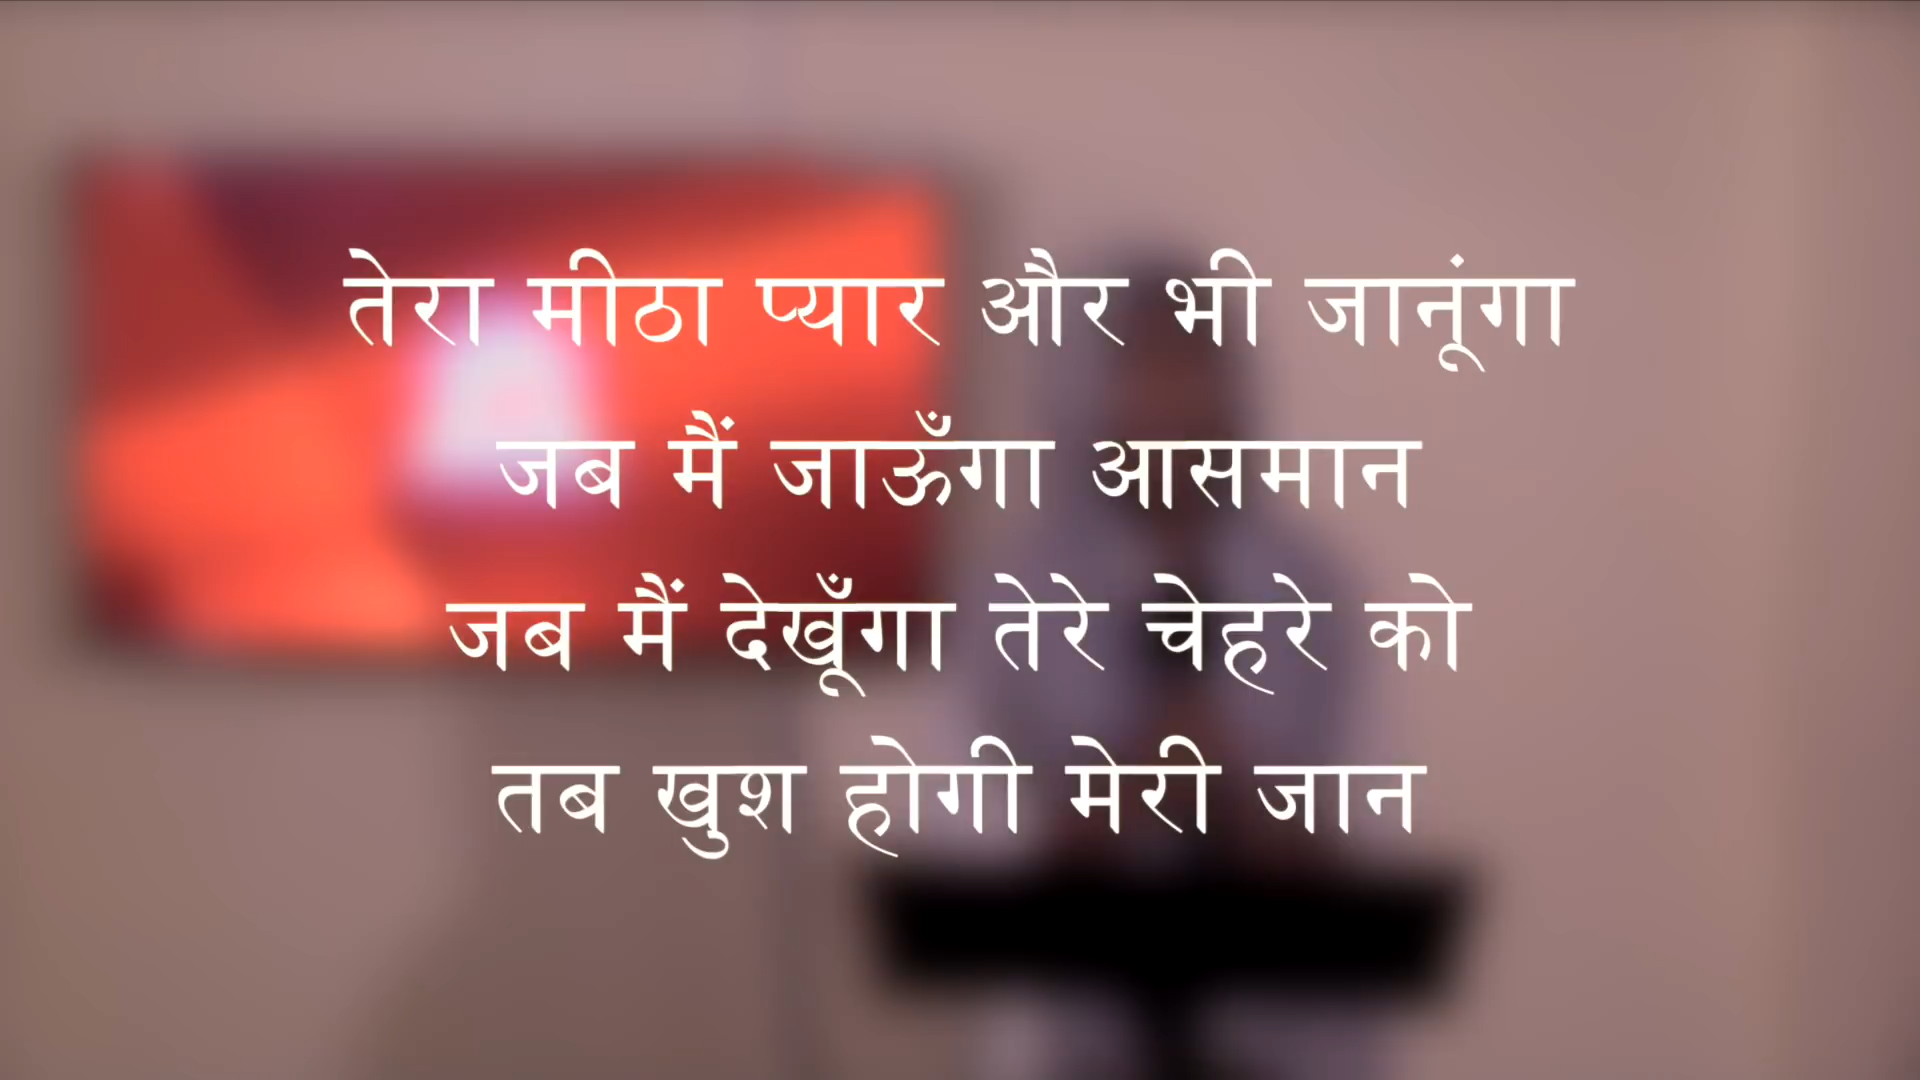 तेरा मीठा प्यार और भी जानूंगा
जब मैं जाऊँगा आसमान
जब मैं देखूँगा तेरे चेहरे को
तब खुश होगी मेरी जान